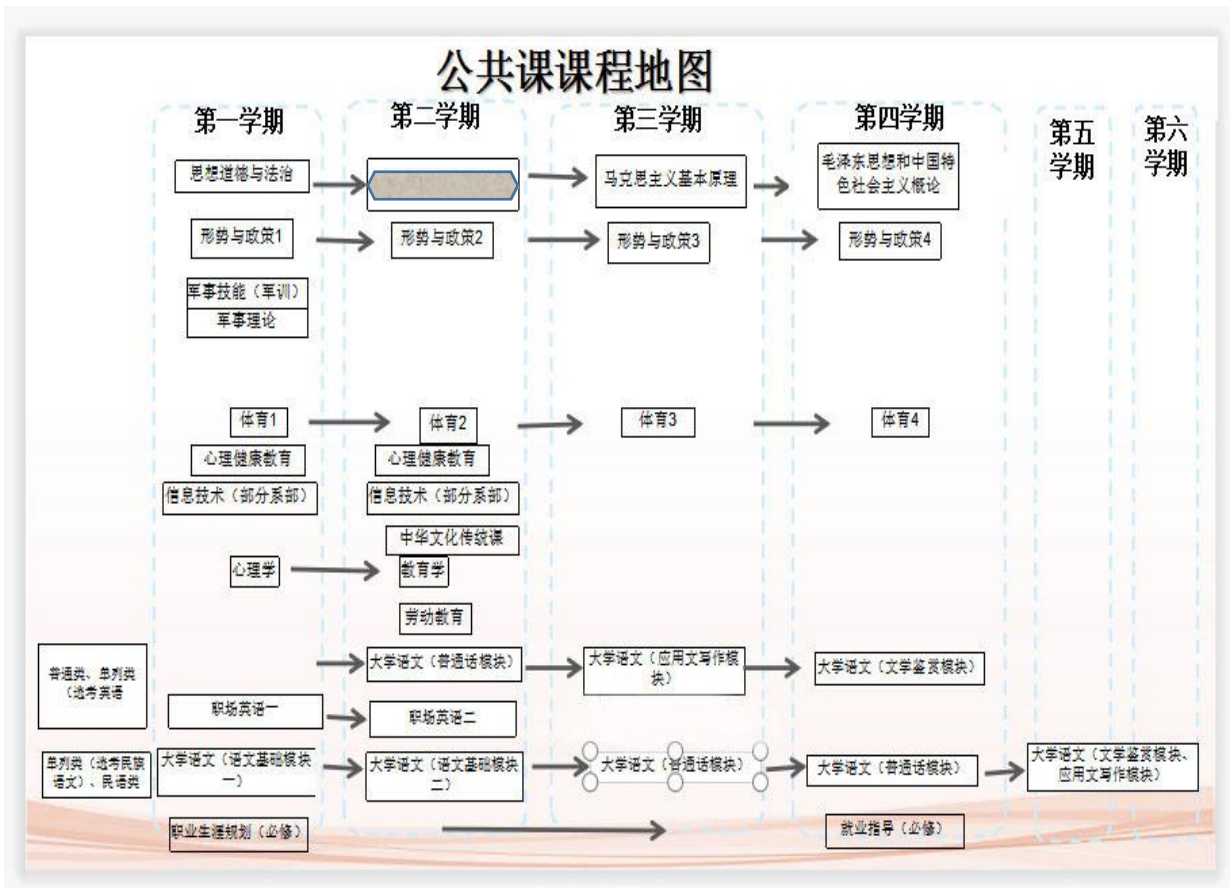 公共课课程地图
第一学期
第二学期
第三学期
第四学期
第五
学期
第六
学期
思想道德与法治
马克思主义基本原理
毛泽东思想和中国特
色社会主义概论
形势与政策1
形势与政策2
形势与政策3
形势与政策4
军事技能（军训）
军事理论
体育1
体育2
体育3
体育4
心理健康教育
心理健康教育
信息技术（部分系部）
信息技术（部分系部）
中华文化传统课
心理学
教育学
劳动教育
普通类、单列类
（选考英语
大学语文（普通话模块）
大学语文（应用文写作模
块）
大学语文（文学鉴赏模块）
职场英语一
职场英语二
单列类（选考民族
语文）、民语类
大学语文（语文基础模块
一）
大学语文（语文基础模块
二）
大学语文（普通话模块）
大学语文（普通话模块）
大学语文（文学鉴赏模块、
应用文写作模块）
职业生涯规划（必修）
就业指导（必修）